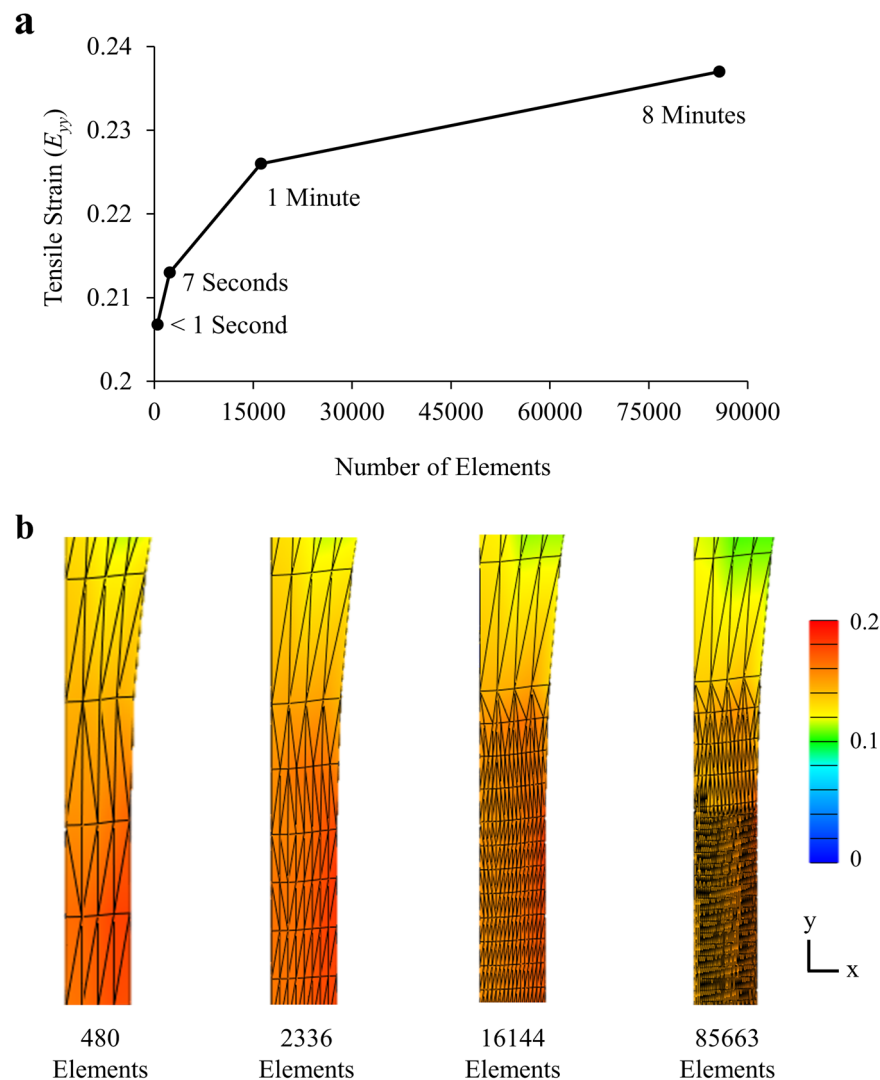 a
0.24
0.23
0.22
0.21
0.2
Tensile Strain (Eyy)
8 Minutes
1 Minute
7 Seconds
< 1 Second
0 15000 30000 45000 60000 75000 90000
Number of Elements
b
0.2
0.1
0
y
x
480 2336 16144 85663
Elements Elements Elements Elements